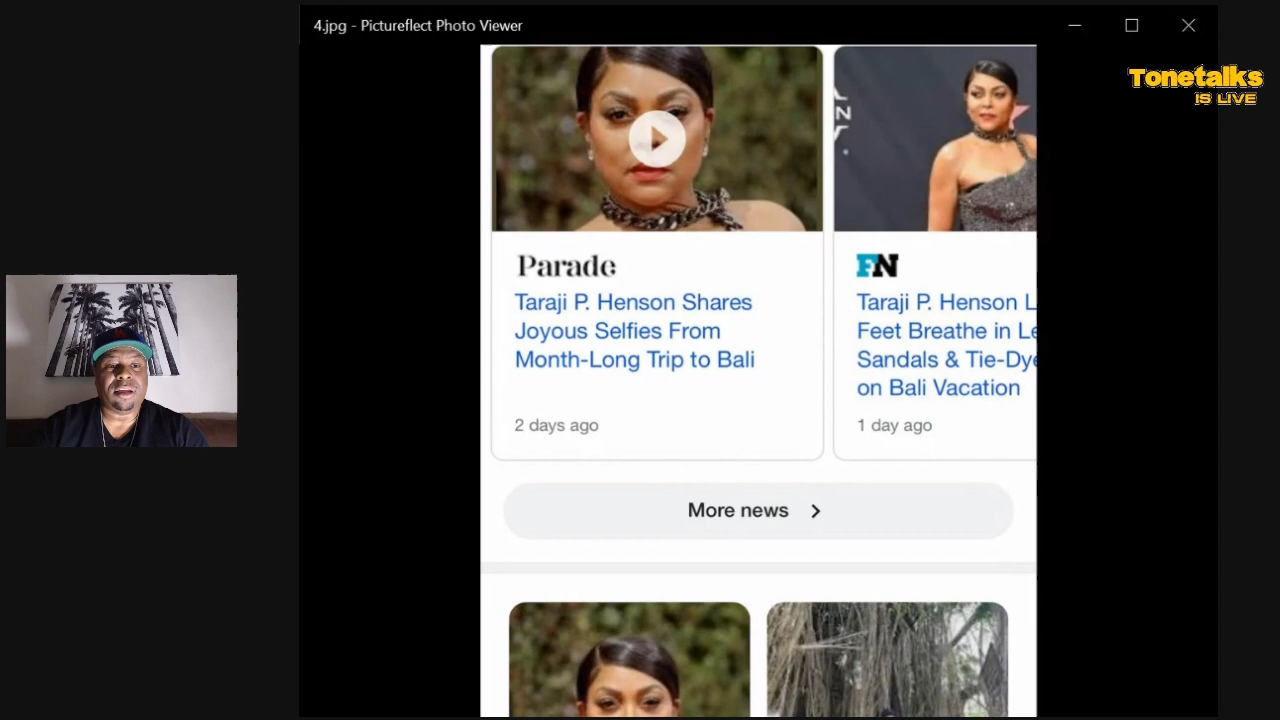 4.jpg - Pictureflect Photo Viewer
Tonetalks
IS LIVE
Parade
Taraji P. Henson Shares
Joyous Selfies From
Month-Long Trip to Bali
2 days ago
FN
Taraji P. Henson L
Feet Breathe in Le
Sandals & Tie-Dye
on Bali Vacation
1 day ago
More news